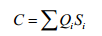 C = ∑QᵢSᵢ